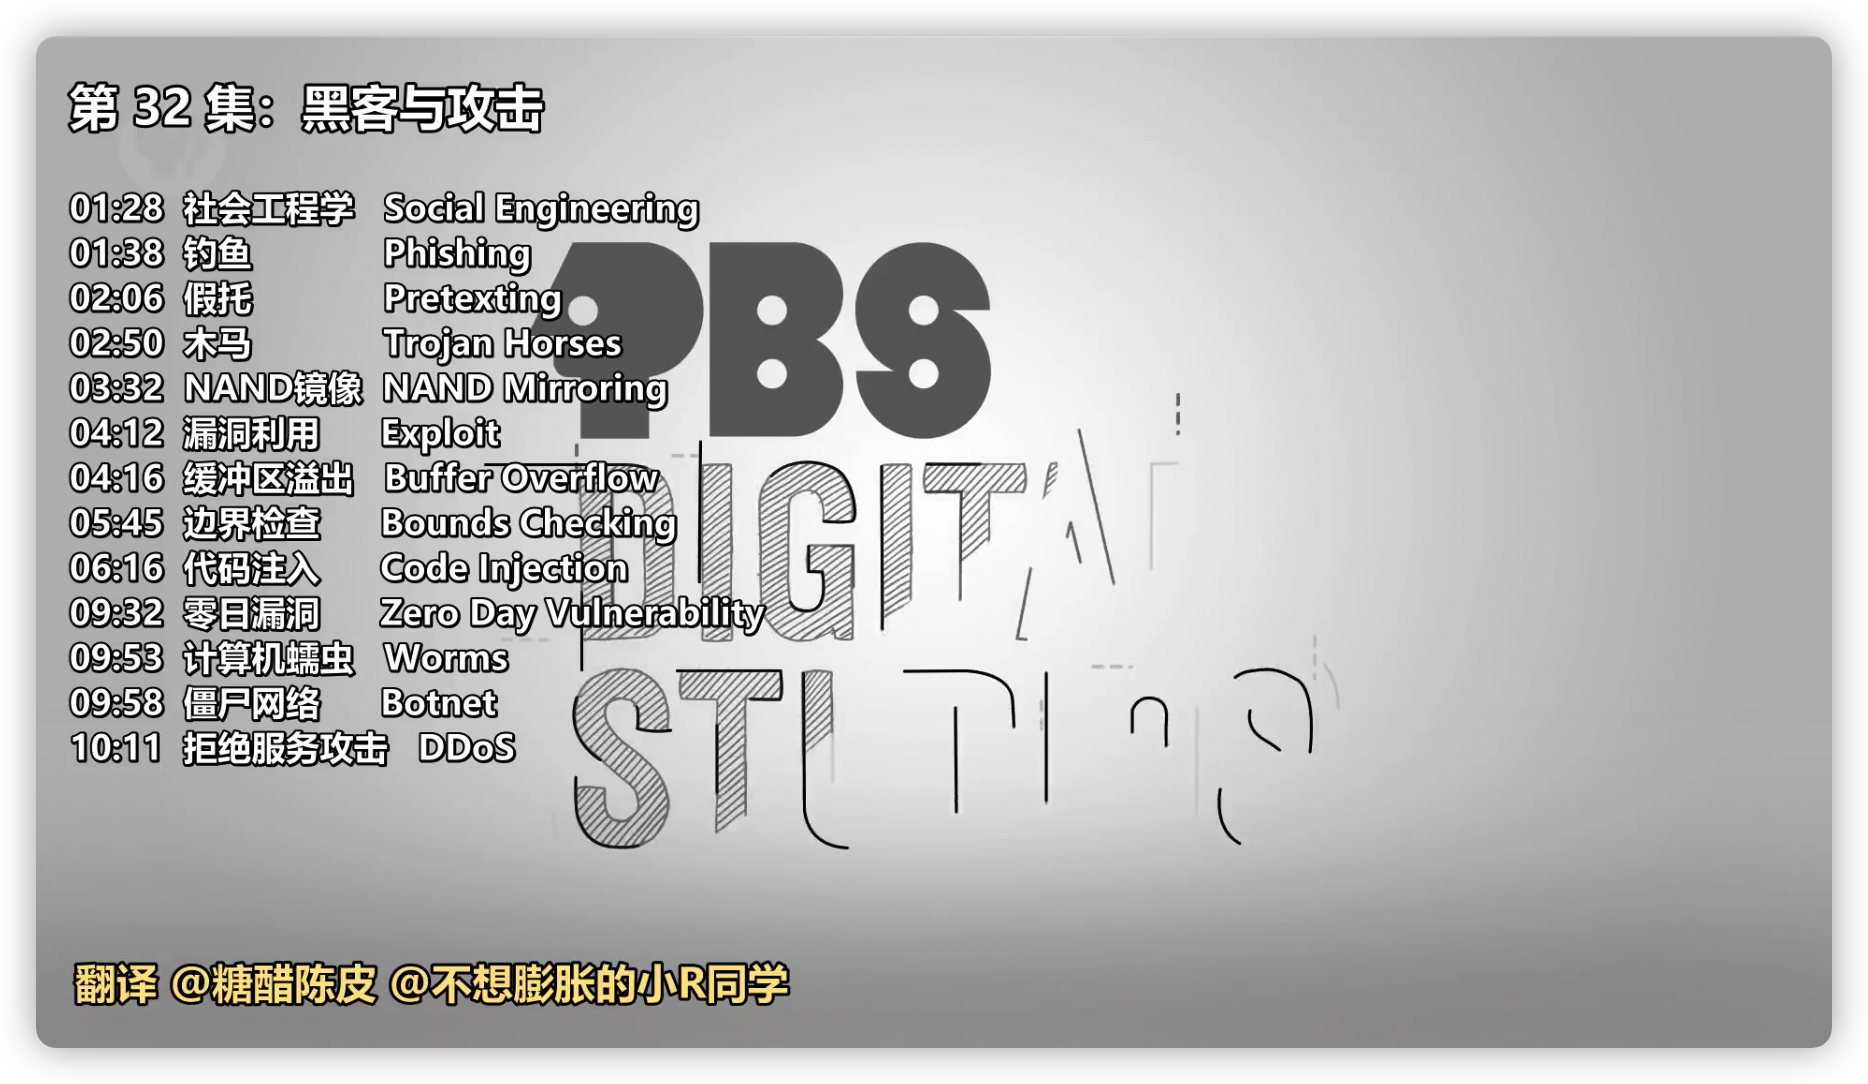 第 32 集：黑客与攻击
01:28 社会工程学 Social Engineering
01:38 钓鱼 Phishing
02:06 假托 Pretexting
02:50 木马 Trojan Horses
03:32 NAND镜像 NAND Mirroring
04:12 漏洞利用 Exploit
04:16 缓冲区溢出 Buffer Overflow
05:45 边界检查 Bounds Checking
06:16 代码注入 Code Injection
09:32 零日漏洞 Zero Day Vulnerability
09:53 计算机蠕虫 Worms
09:58 僵尸网络 Botnet
10:11 拒绝服务攻击 DDoS
PBS
DIGITAL
翻译 @糖醋陈皮 @不想膨胀的小R同学